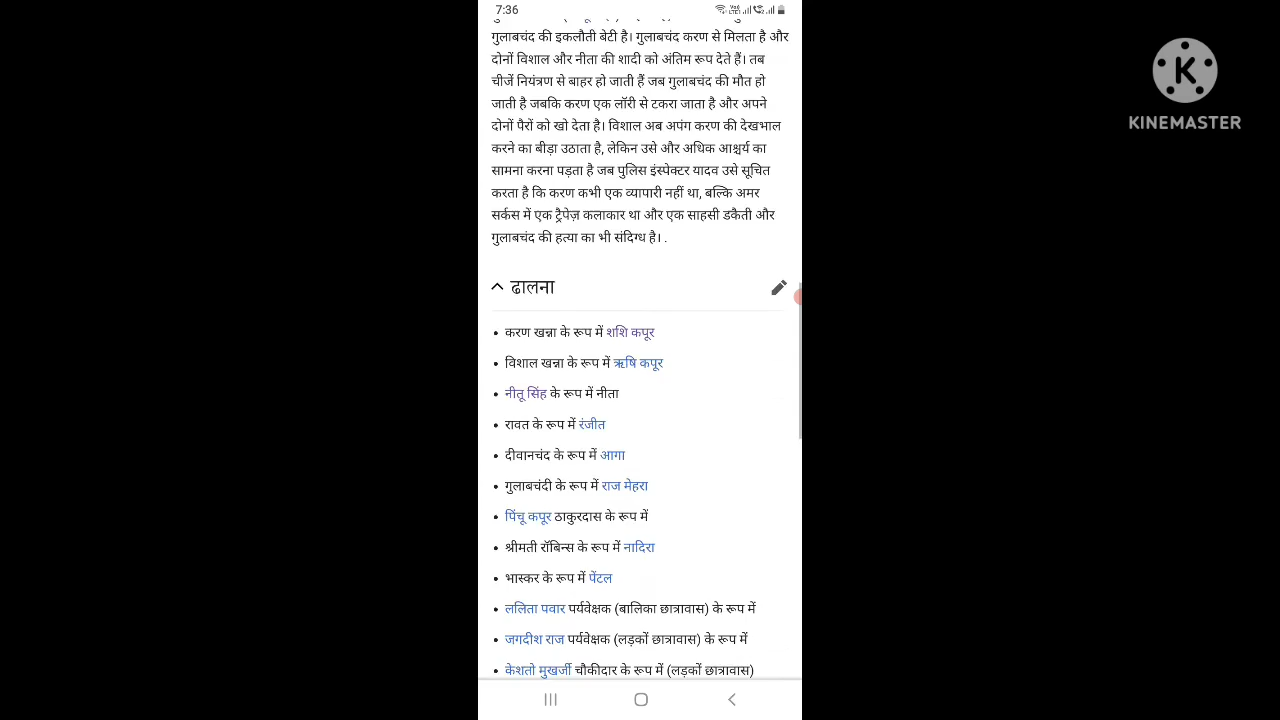 7:36
गुलाबचंद की इकलौती बेटी है। गुलाबचंद करण से मिलता है और
दोनों विशाल और नीता की शादी को अंतिम रूप देते हैं। तब
चीजें नियंत्रण से बाहर हो जाती हैं जब गुलाबचंद की मौत हो
जाती है जबकि करण एक लॉरी से टकरा जाता है और अपने
दोनों पैरों को खो देता है। विशाल अब अपंग करण की देखभाल
करने का बीड़ा उठाता है, लेकिन उसे और अधिक आश्चर्य का
सामना करना पड़ता है जब पुलिस इंस्पेक्टर यादव उसे सूचित
करता है कि करण कभी एक व्यापारी नहीं था, बल्कि अमर
सर्कस में एक ट्रैपेज़ कलाकार था और एक साहसी डकैती और
गुलाबचंद की हत्या का भी संदिग्ध है। .
ढालना
• करण खन्ना के रूप में शशि कपूर
• विशाल खन्ना के रूप में ऋषि कपूर
• नीतू सिंह के रूप में नीता
• रावत के रूप में रंजीत
• दीवानचंद के रूप में आगा
• गुलाबचंदी के रूप में राज मेहरा
• पिंचू कपूर ठाकुरदास के रूप में
• श्रीमती रॉबिन्स के रूप में नादिरा
• भास्कर के रूप में पेंटल
• ललिता पवार पर्यवेक्षक (बालिका छात्रावास) के रूप में
• जगदीश राज पर्यवेक्षक (लड़कों छात्रावास) के रूप में
• केशतो मुखर्जी चौकीदार के रूप में (लड़कों छात्रावास)
K
KINEMASTER